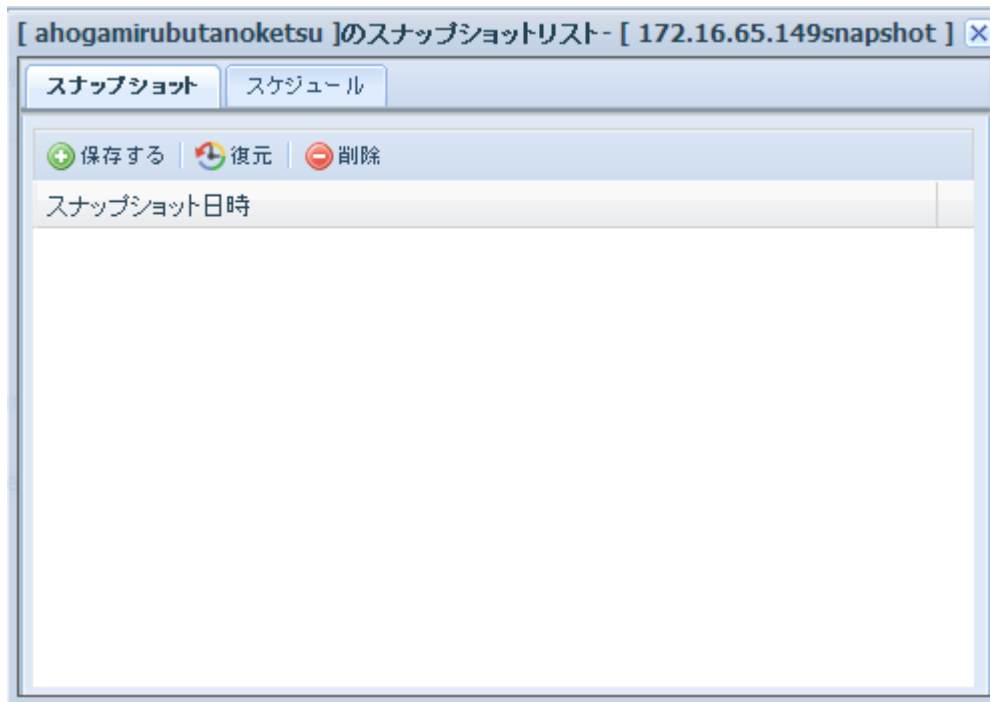 [ ahogamirubutanoketsu ]のスナップショットリスト- [ 172.16.65.149snapshot ]
スナップショット スケジュール
保存する 復元 削除
スナップショット日時